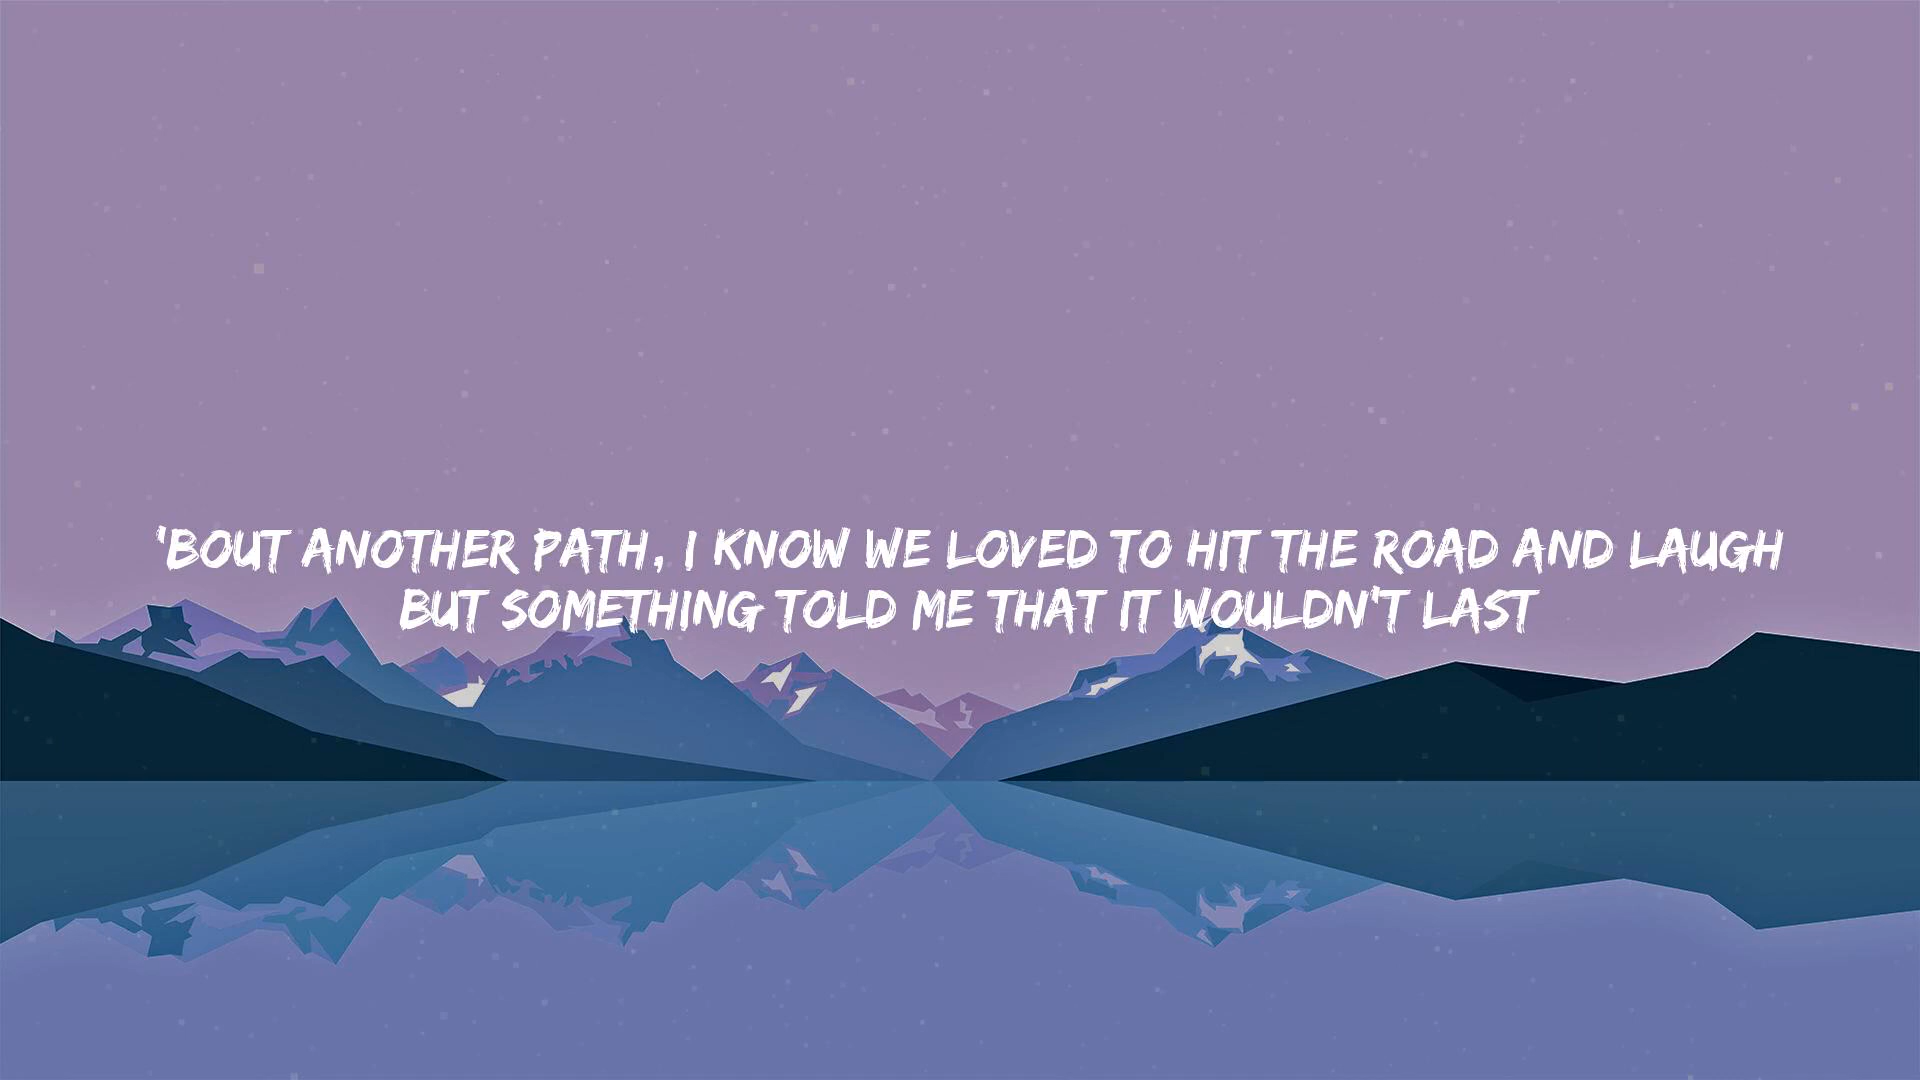 'BOUT ANOTHER PATH, I KNOW WE LOVED TO HIT THE ROAD AND LAUGH
BUT SOMETHING TOLD ME THAT IT WOULDN'T LAST